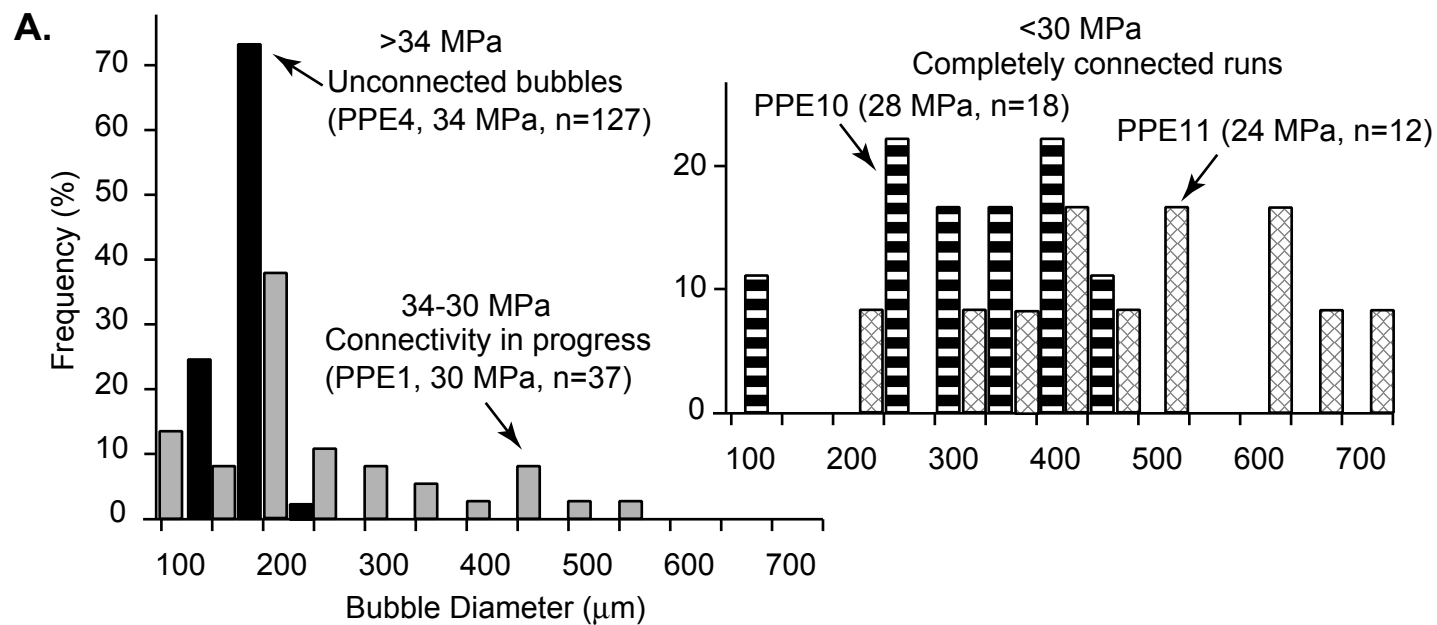 A.
>34 MPa
Unconnected bubbles
(PPE4, 34 MPa, n=127)
34-30 MPa
Connectivity in progress
(PPE1, 30 MPa, n=37)
Frequency (%)
70
60
50
40
30
20
10
0
100 200 300 400 500 600 700
Bubble Diameter (μm)
<30 MPa
Completely connected runs
PPE10 (28 MPa, n=18)
PPE11 (24 MPa, n=12)
20
10
0
100 200 300 400 500 600 700